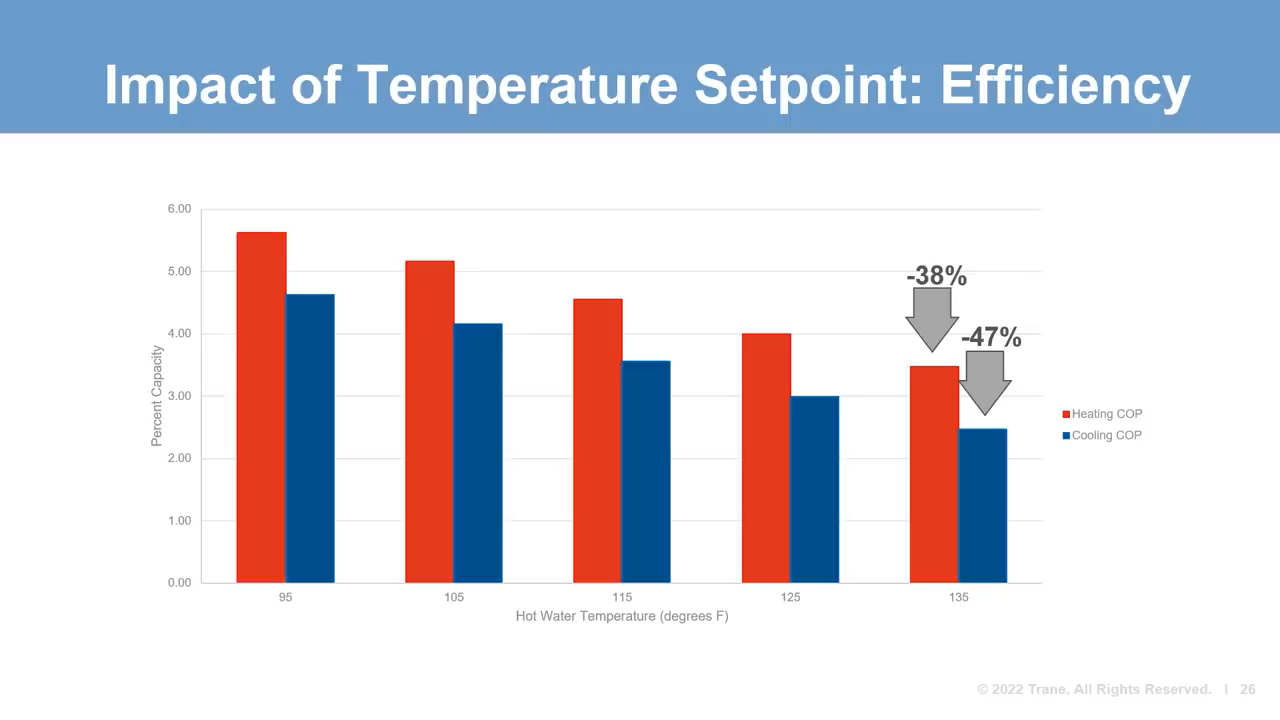 Impact of Temperature Setpoint: Efficiency
6.00
5.00
4.00
3.00
2.00
1.00
0.00
Percent Capacity
-38%
-47%
Heating COP
Cooling COP
95 105 115 125 135
Hot Water Temperature (degrees F)
© 2022 Trane. All Rights Reserved. | 26